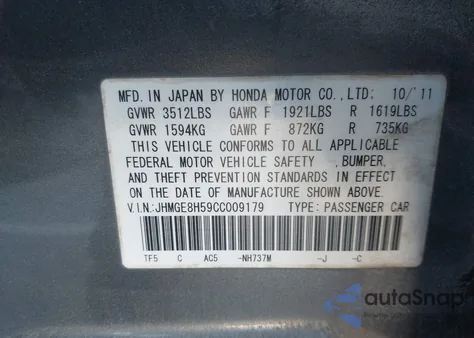 MFD. IN JAPAN BY HONDA MOTOR CO., LTD: 10/'11
GVWR 3512LBS GAWR F 1921LBS R 1619LBS
GVWR 1594KG GAWR F 872KG R 735KG
THIS VEHICLE CONFORMS TO ALL APPLICABLE
FEDERAL MOTOR VEHICLE SAFETY , BUMPER,
AND THEFT PREVENTION STANDARDS IN EFFECT
ON THE DATE OF MANUFACTURE SHOWN ABOVE.
V.I.N.:JHMGE8H59CC009179 TYPE: PASSENGER CAR
TF5 C AC5 -NH737M -J -C
autoSnap